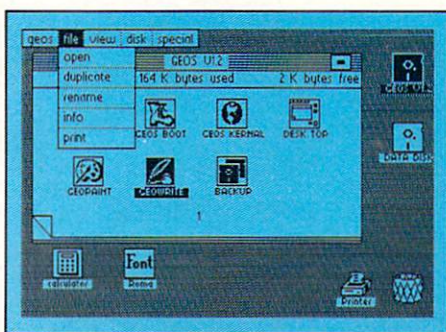 geos file view disk special
open
duplicate
rename
info
print
GEOS V1.2
164 K bytes used 2 K bytes free
GEOS BOOT GEOS KERNAL DESK TOP
GEOPAINT GEOWRITE BACKUP
1
GEOS V1.2
DATA DISK
calculator
Font
Roma
Printer